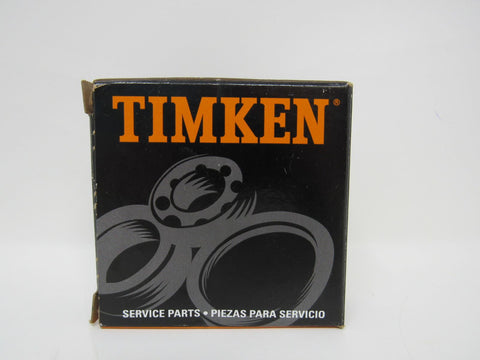 TIMKEN®
SERVICE PARTS • PIEZAS PARA SERVICIO